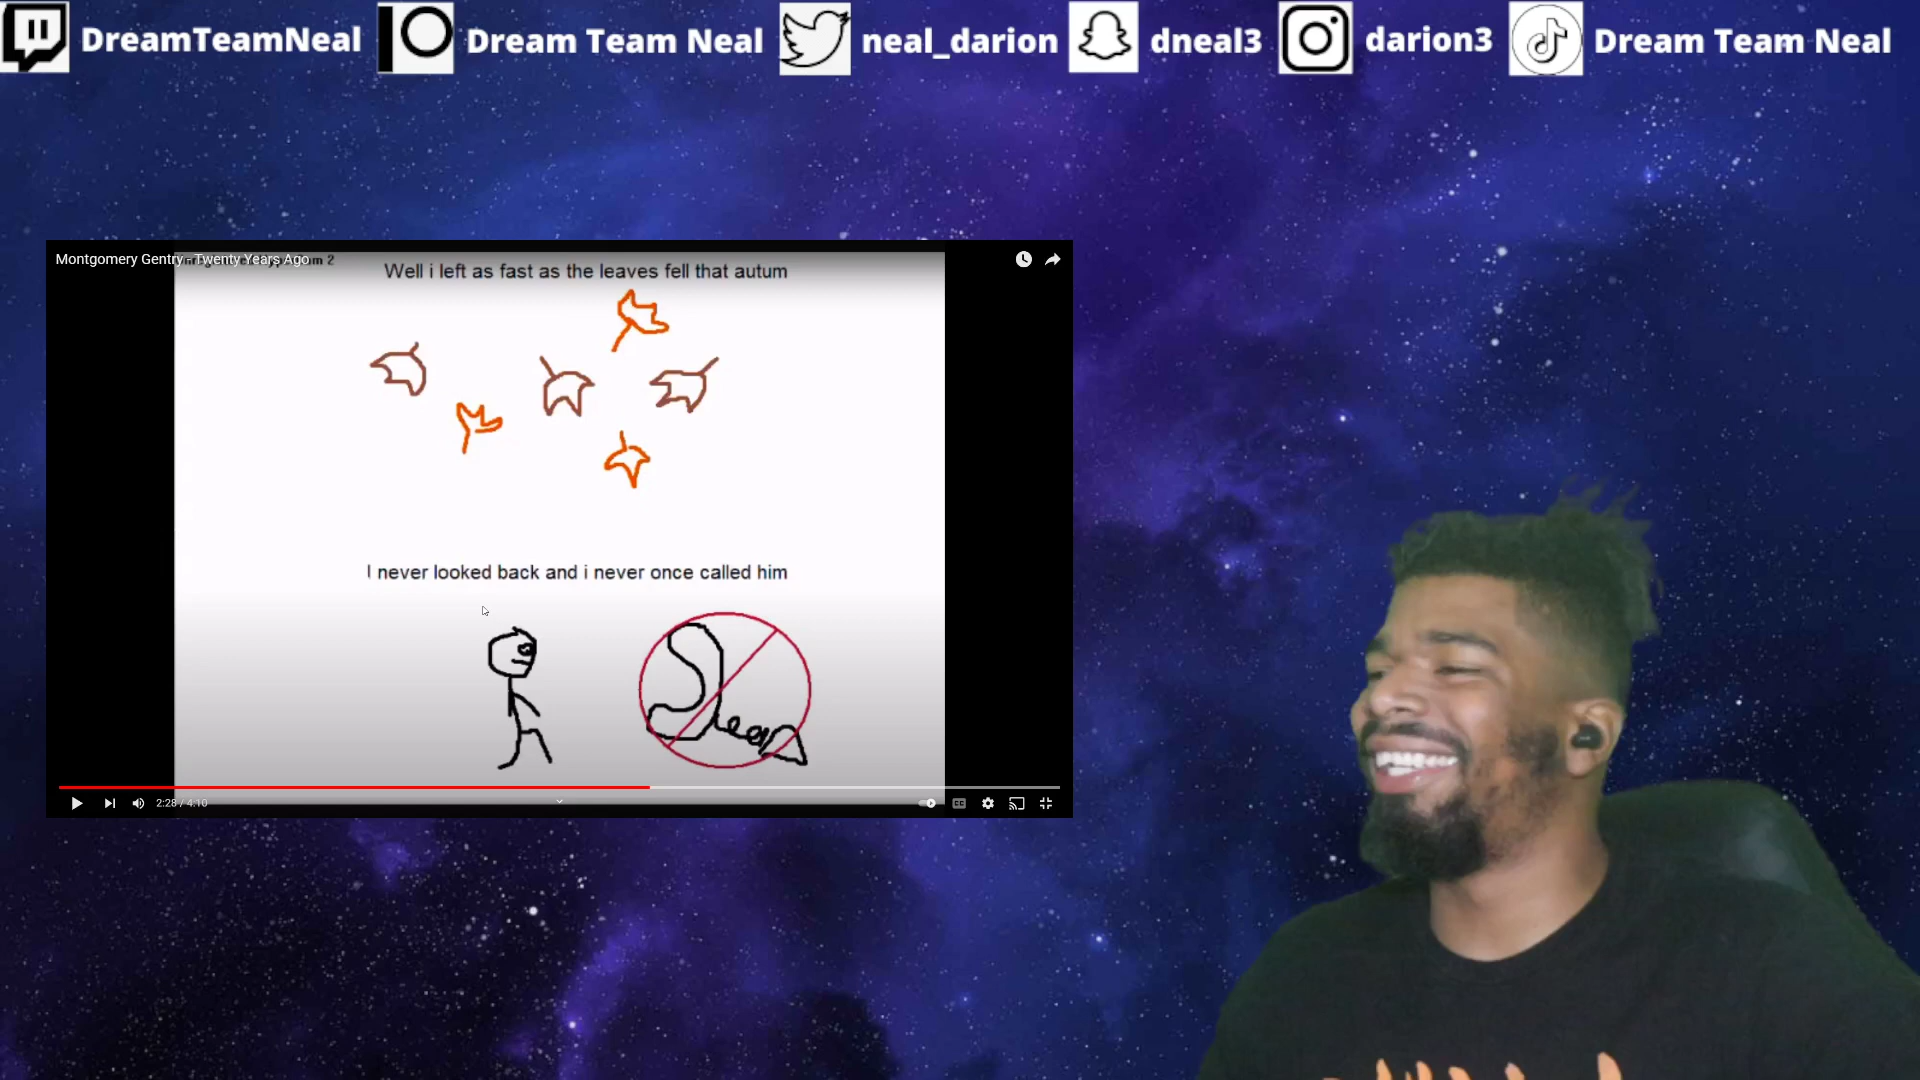 DreamTeamNeal
Dream Team Neal
neal_darion
dneal3
darion3
Dream Team Neal
Montgomery Gentry - Twenty Years Ago
Well i left as fast as the leaves fell that autum
I never looked back and i never once called him
2:28 / 4:10
CC